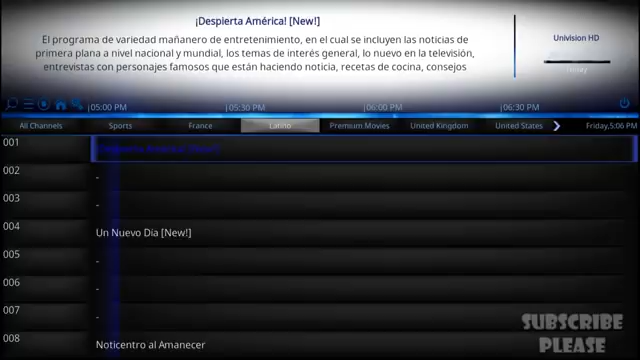 ¡Despierta América! [New!]
El programa de variedad mañanero de entretenimiento, en el cual se incluyen las noticias de
primera plana a nivel nacional y mundial, los temas de interés general, lo nuevo en la televisión,
entrevistas con personajes famosos que están haciendo noticia, recetas de cocina, consejos
Univision HD
Today
|05:00 PM |05:30 PM |06:00 PM |06:30 PM
All Channels Sports France Latino Premium Movies United Kingdom United States Friday,5:06 PM
001 ¡Despierta América! [New!]
002 -
003 -
004 Un Nuevo Dia [New!]
005 -
006 -
007 -
008 Noticentro al Amanecer
SUBSCRIBE
PLEASE